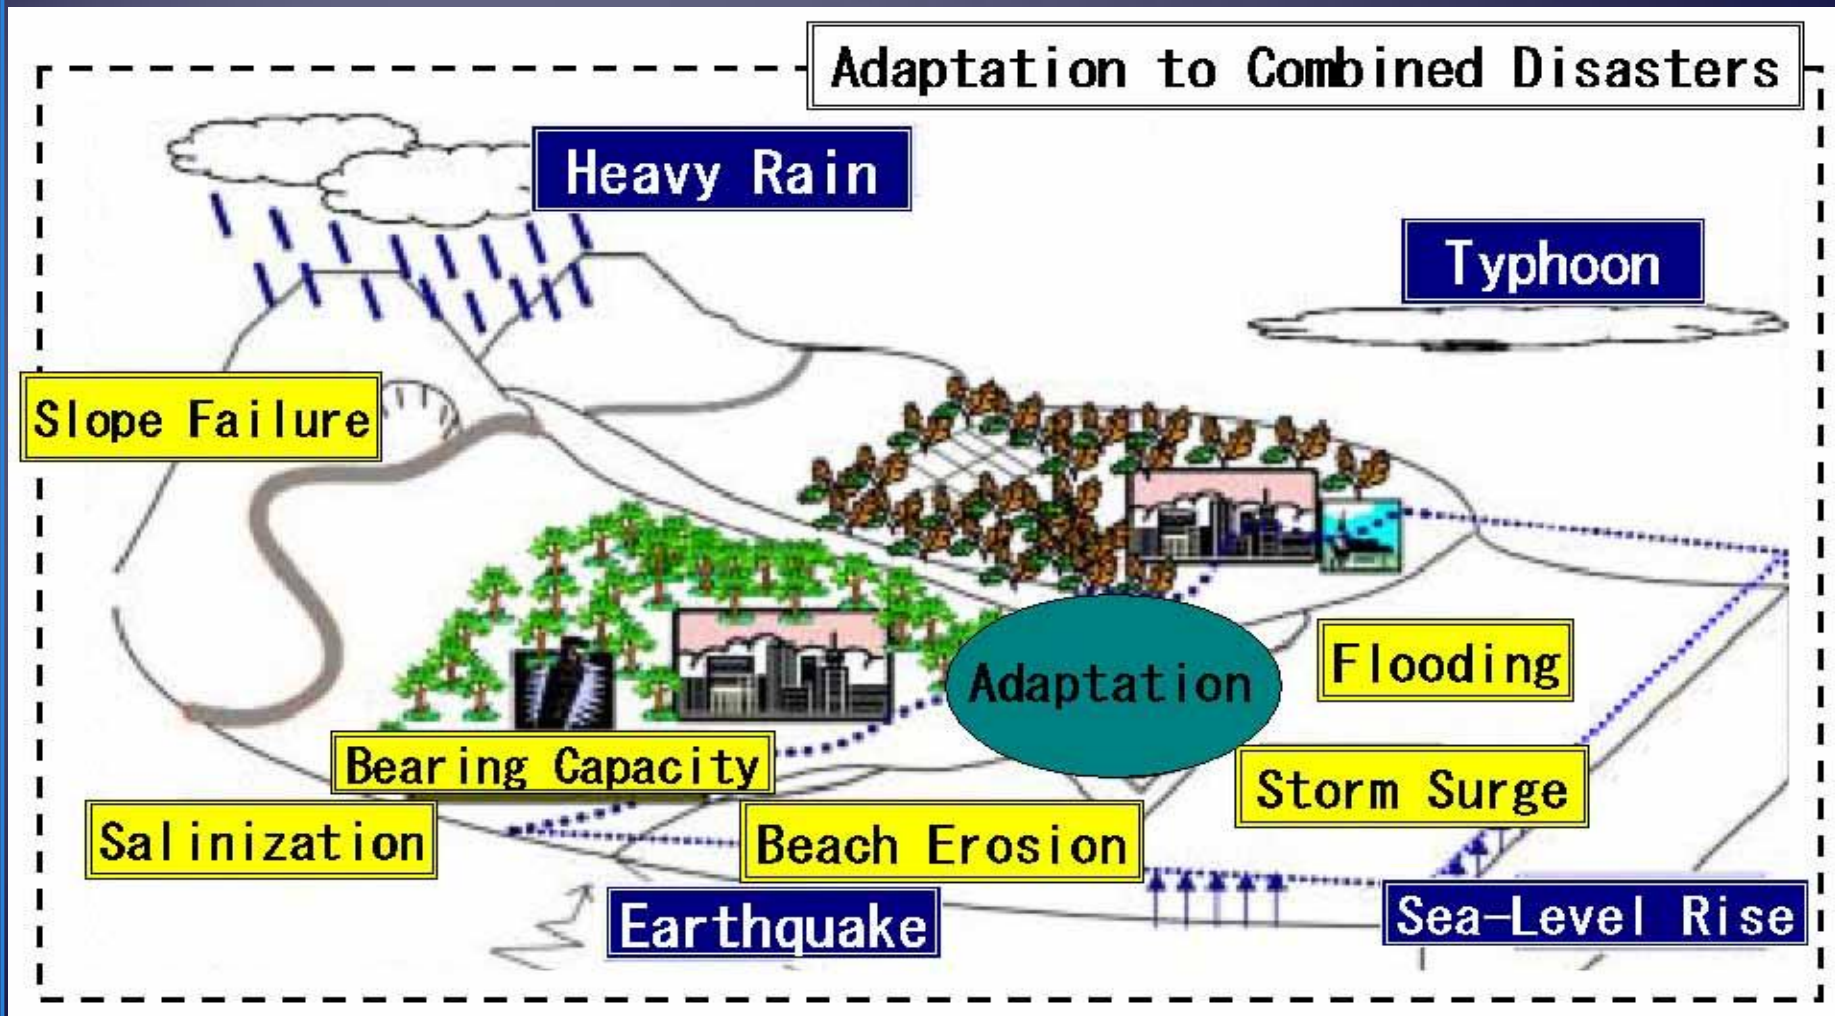 Adaptation to Combined Disasters
Heavy Rain
Typhoon
Slope Failure
Adaptation
Flooding
Bearing Capacity
Storm Surge
Salinization
Beach Erosion
Earthquake
Sea-Level Rise